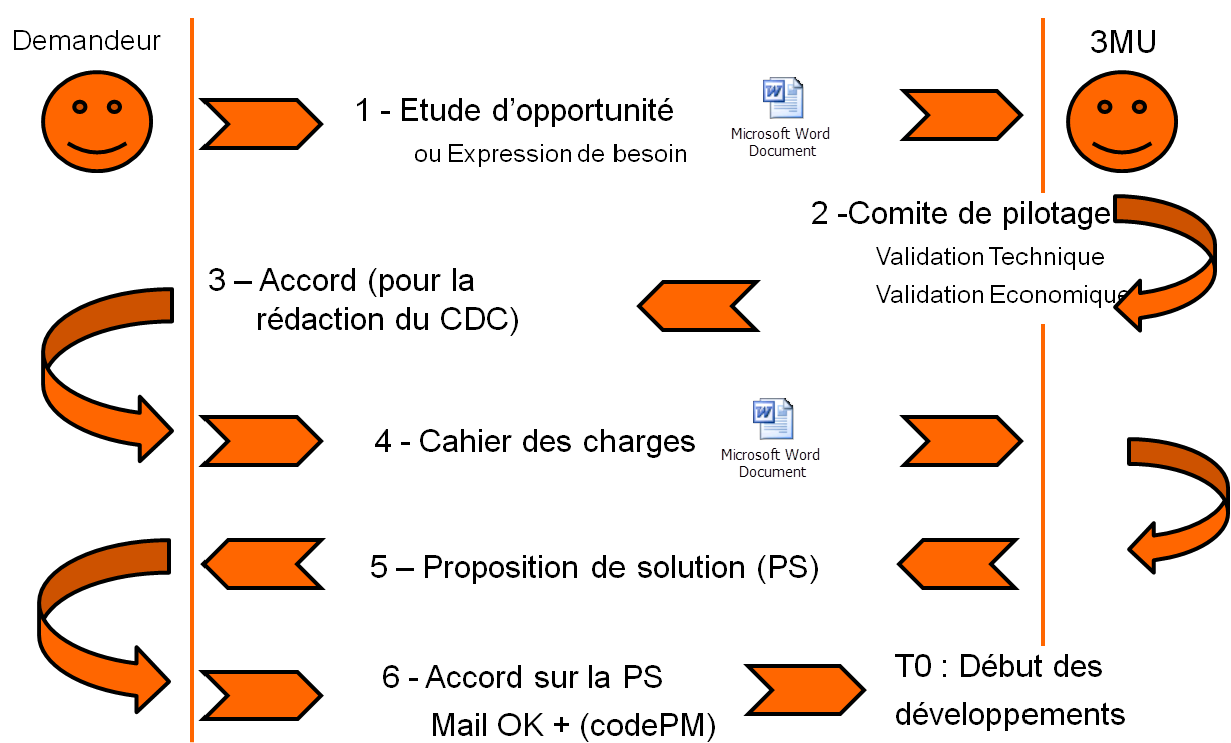 Demandeur
3MU
1 - Etude d’opportunité
ou Expression de besoin
Microsoft Word
Document
2 -Comite de pilotage
Validation Technique
Validation Economique
3 – Accord (pour la
rédaction du CDC)
4 - Cahier des charges
Microsoft Word
Document
5 – Proposition de solution (PS)
6 - Accord sur la PS
Mail OK + (codePM)
T0 : Début des
développements